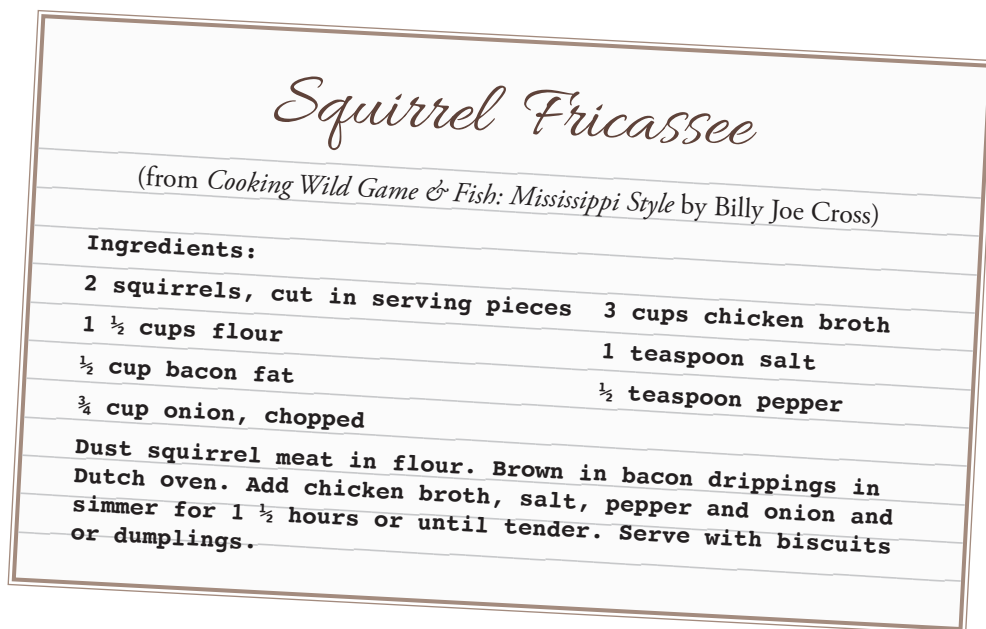 Squirrel Fricassee
(from Cooking Wild Game & Fish: Mississippi Style by Billy Joe Cross)
Ingredients:
2 squirrels, cut in serving pieces
1 ½ cups flour
½ cup bacon fat
¾ cup onion, chopped
3 cups chicken broth
1 teaspoon salt
½ teaspoon pepper
Dust squirrel meat in flour. Brown in bacon drippings in
Dutch oven. Add chicken broth, salt, pepper and onion and
simmer for 1 ½ hours or until tender. Serve with biscuits
or dumplings.